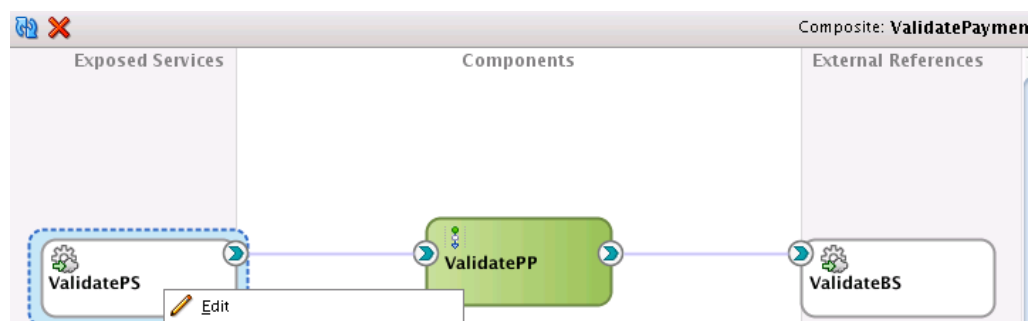 Composite: ValidatePaymen
Exposed Services
Components
External References
ValidatePS
ValidatePP
ValidateBS
Edit